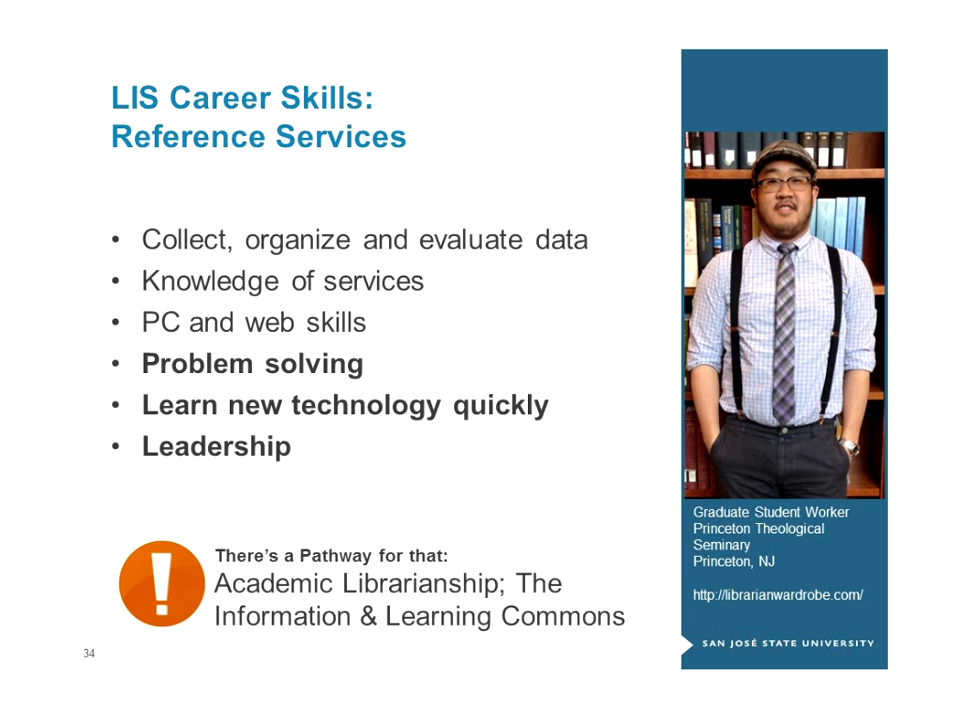 LIS Career Skills:
Reference Services
• Collect, organize and evaluate data
• Knowledge of services
• PC and web skills
• Problem solving
• Learn new technology quickly
• Leadership
There’s a Pathway for that:
Academic Librarianship; The
Information & Learning Commons
34
Graduate Student Worker
Princeton Theological
Seminary
Princeton, NJ
http://librarianwardrobe.com/
SAN JOSÉ STATE UNIVERSITY